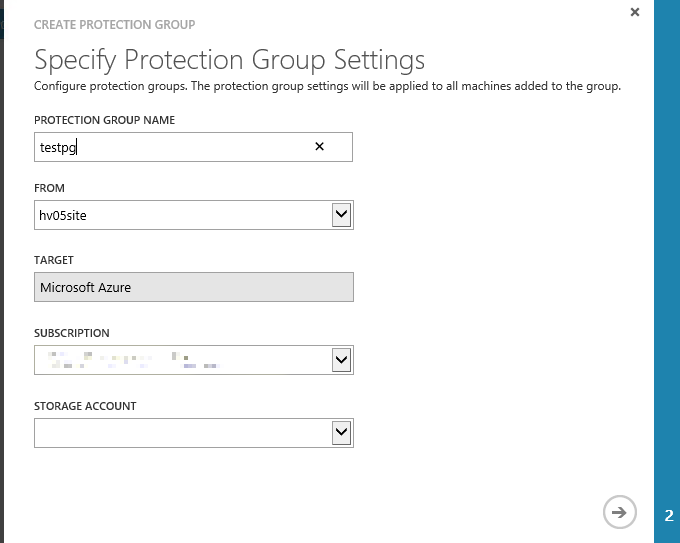 CREATE PROTECTION GROUP
Specify Protection Group Settings
Configure protection groups. The protection group settings will be applied to all machines added to the group.
PROTECTION GROUP NAME
testpg
FROM
hv05site
TARGET
Microsoft Azure
SUBSCRIPTION
STORAGE ACCOUNT
2